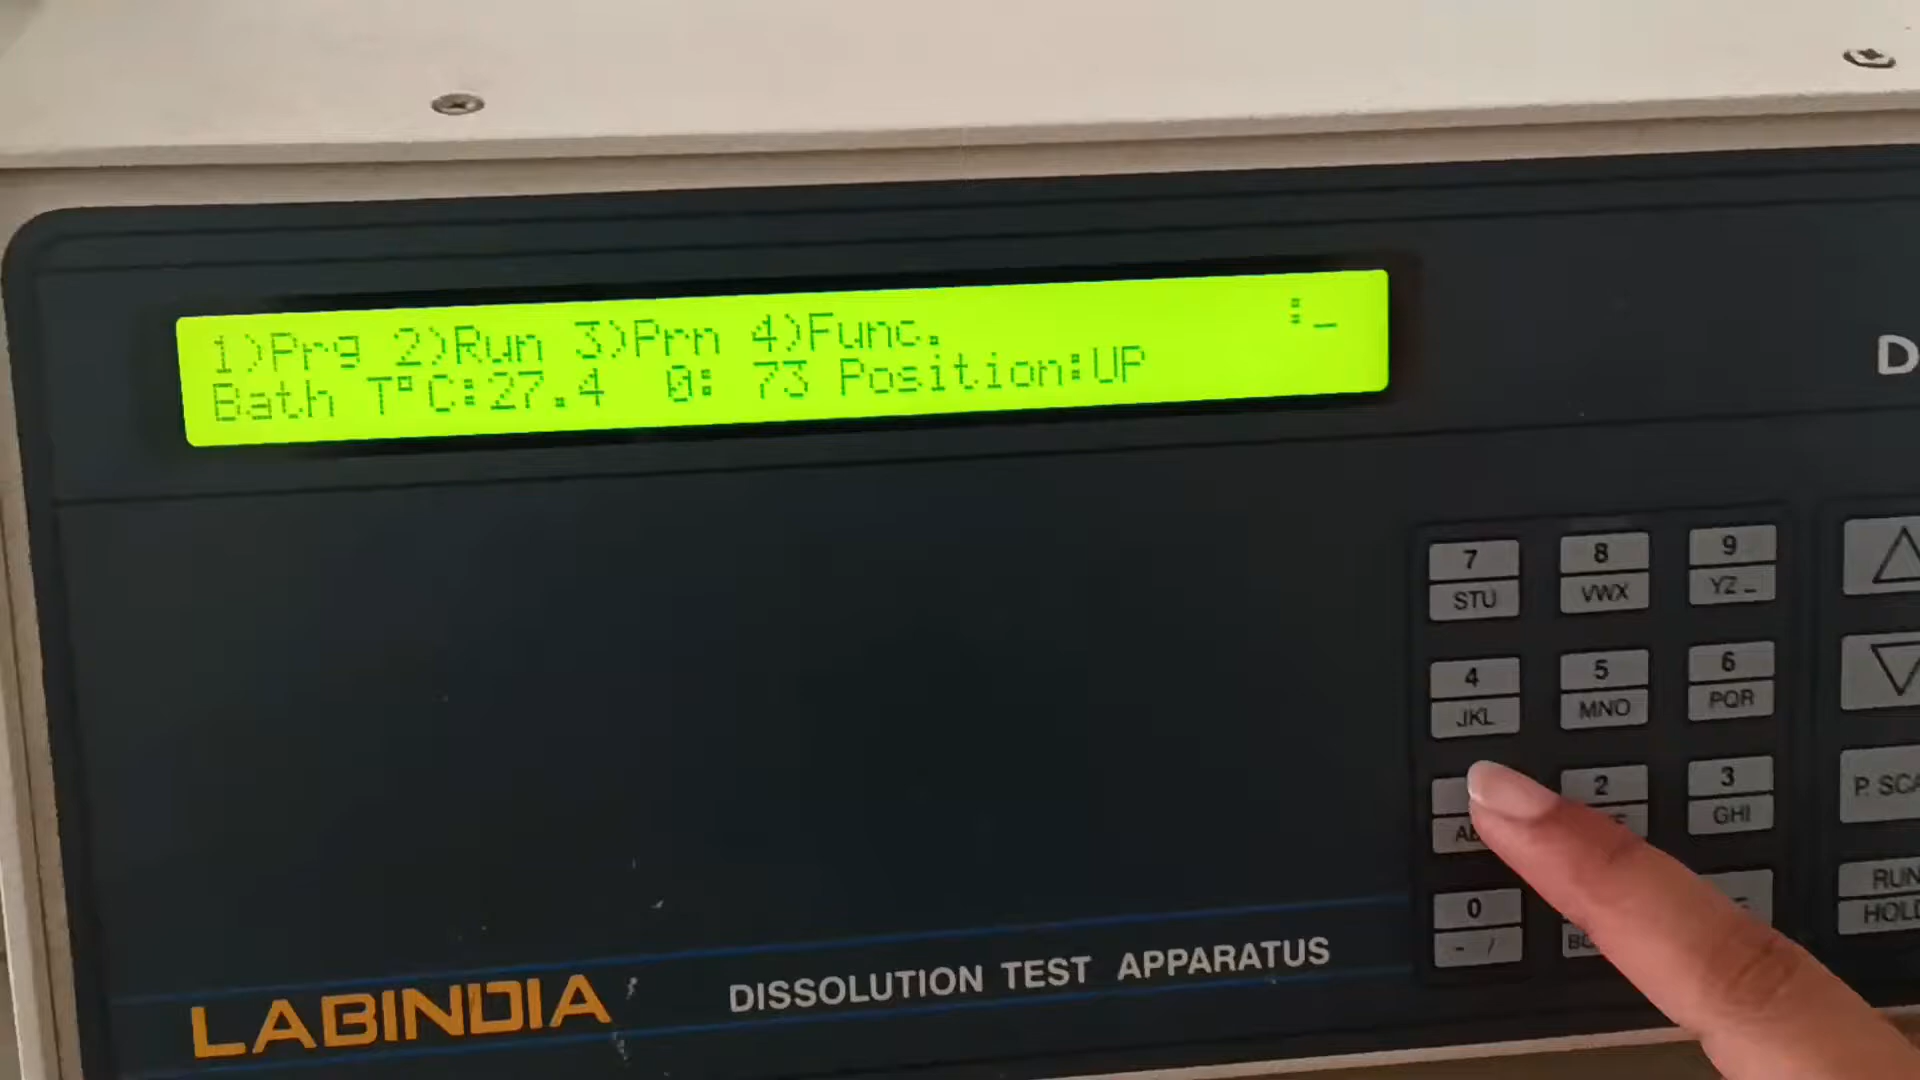 1)Prg 2)Run 3)Prn 4)Func. :_
Bath T°C:27.4 0: 73 Position:UP
D
7 8 9
STU VWX YZ_
4 5 6
JKL MNO PQR
2 3
GHI
P. SCA
0
- /
RUN
HOLD
LABINDIA
DISSOLUTION TEST APPARATUS